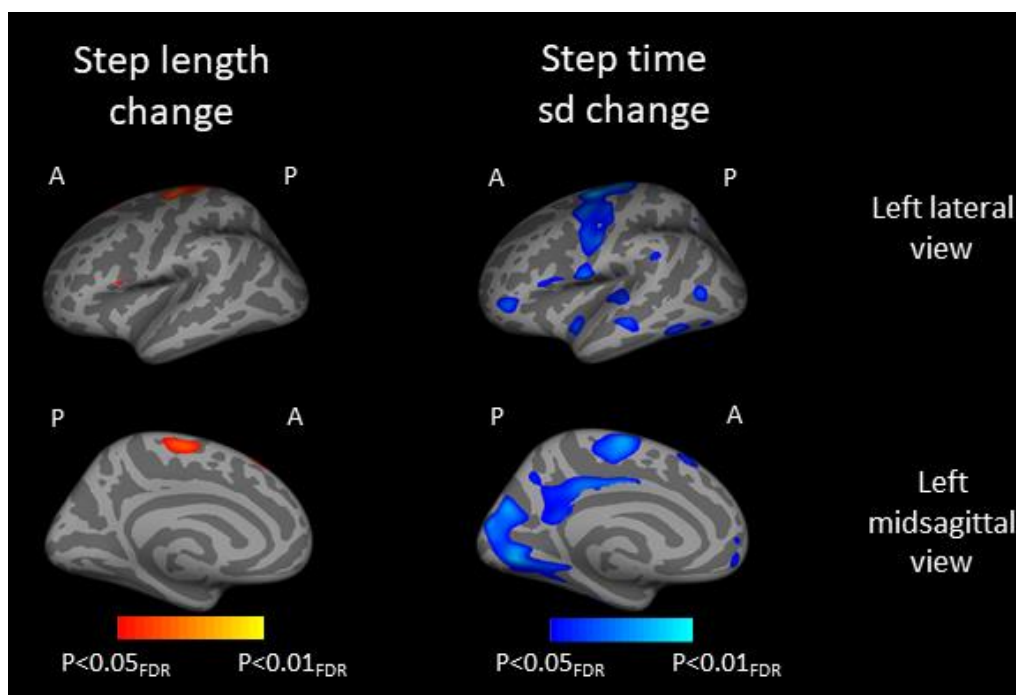 Step length
change
Step time
sd change
A
P
A
P
Left lateral
view
P
A
P
A
Left
midsagittal
view
P<0.05FDR
P<0.01FDR
P<0.05FDR
P<0.01FDR